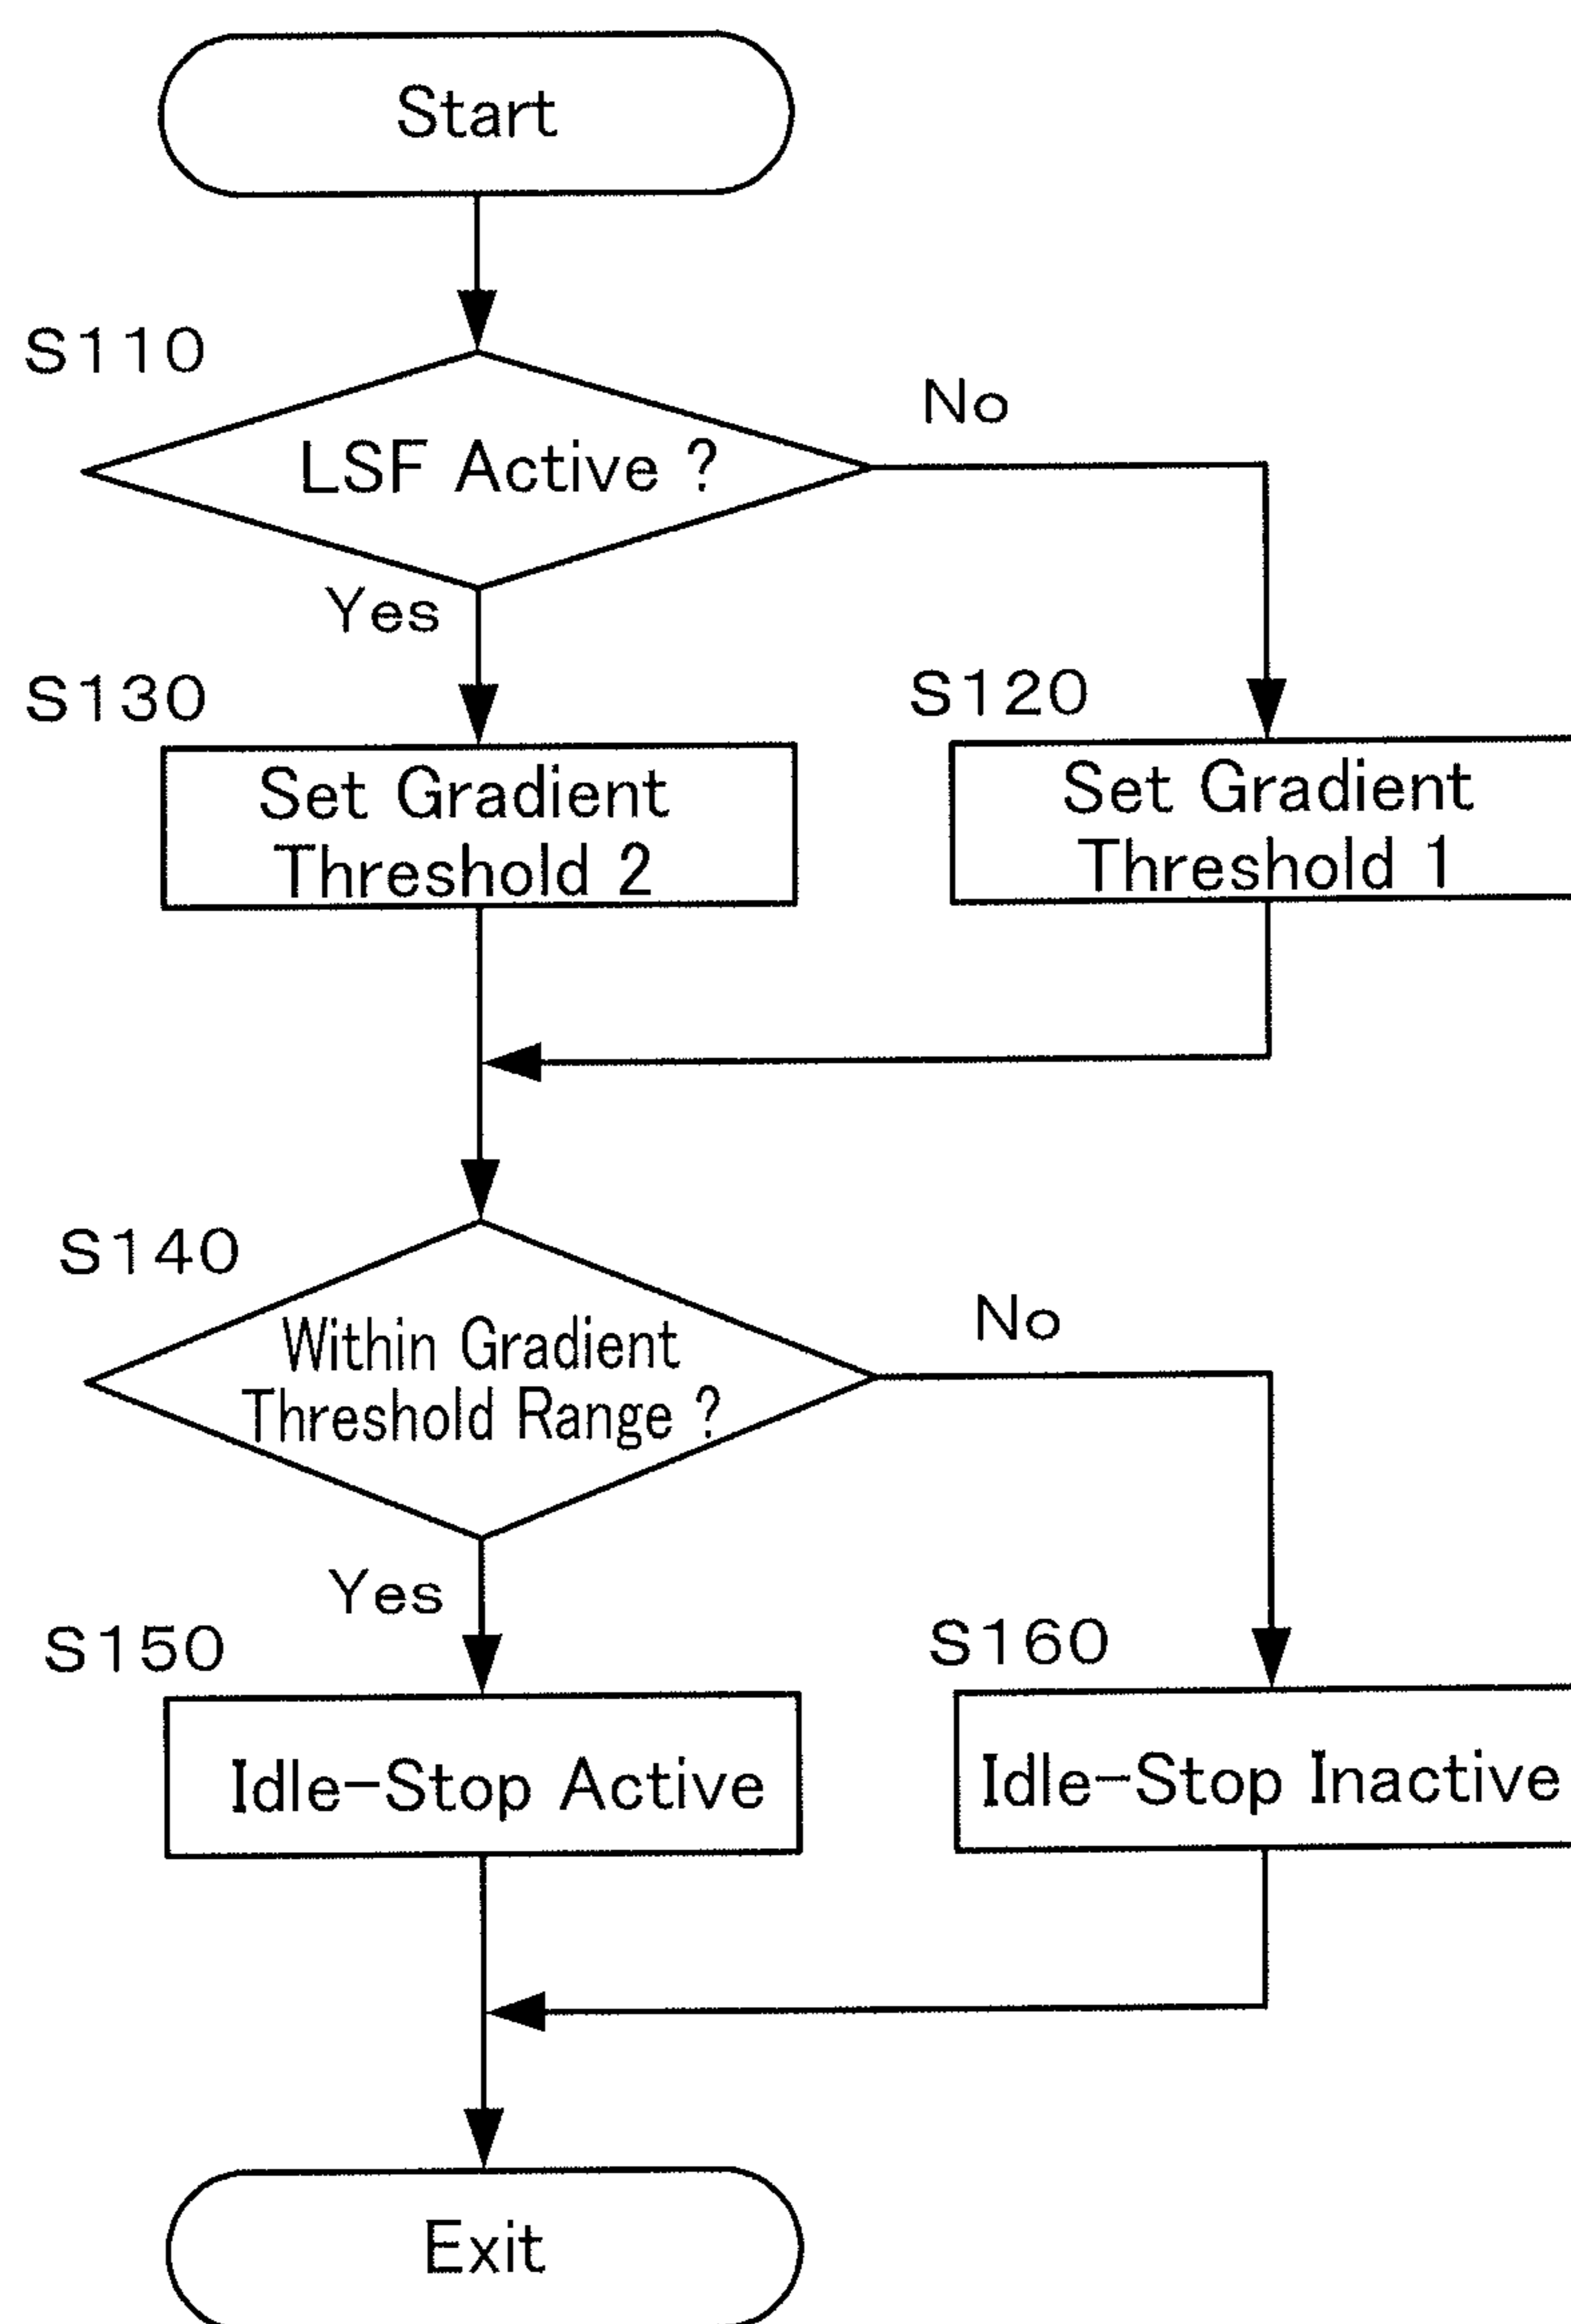 Start
S110
LSF Active ?
No
Yes
S130
Set Gradient
Threshold 2
S120
Set Gradient
Threshold 1
S140
Within Gradient
Threshold Range ?
No
Yes
S150
Idle-Stop Active
S160
Idle-Stop Inactive
Exit